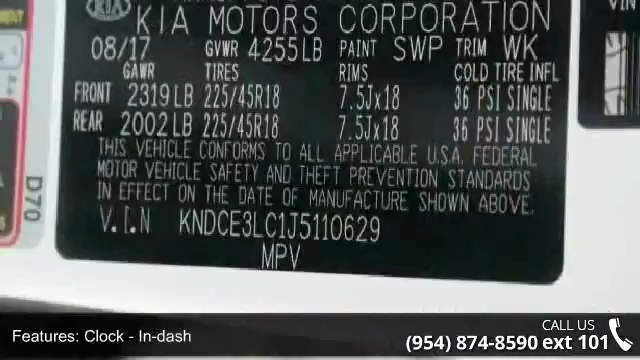 KIA
KIA MOTORS CORPORATION
08/17 GVWR 4255LB PAINT SWP TRIM WK
GAWR TIRES RIMS COLD TIRE INFL
FRONT 2319LB 225/45R18 7.5Jx18 36 PSI SINGLE
REAR 2002LB 225/45R18 7.5Jx18 36 PSI SINGLE
THIS VEHICLE CONFORMS TO ALL APPLICABLE U.S.A. FEDERAL
MOTOR VEHICLE SAFETY AND THEFT PREVENTION STANDARDS
IN EFFECT ON THE DATE OF MANUFACTURE SHOWN ABOVE.
V.I.N KNDCE3LC1J5110629
MPV
D70
VIN
Features: Clock - In-dash
CALL US
(954) 874-8590 ext 101